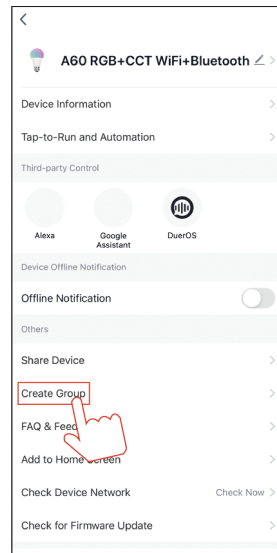 A60 RGB+CCT WiFi+Bluetooth
Device Information
Tap-to-Run and Automation
Third-party Control
Alexa
Google
Assistant
DuerOS
Device Offline Notification
Offline Notification
Others
Share Device
Create Group
FAQ & Feed
Add to Home Screen
Check Device Network
Check Now
Check for Firmware Update